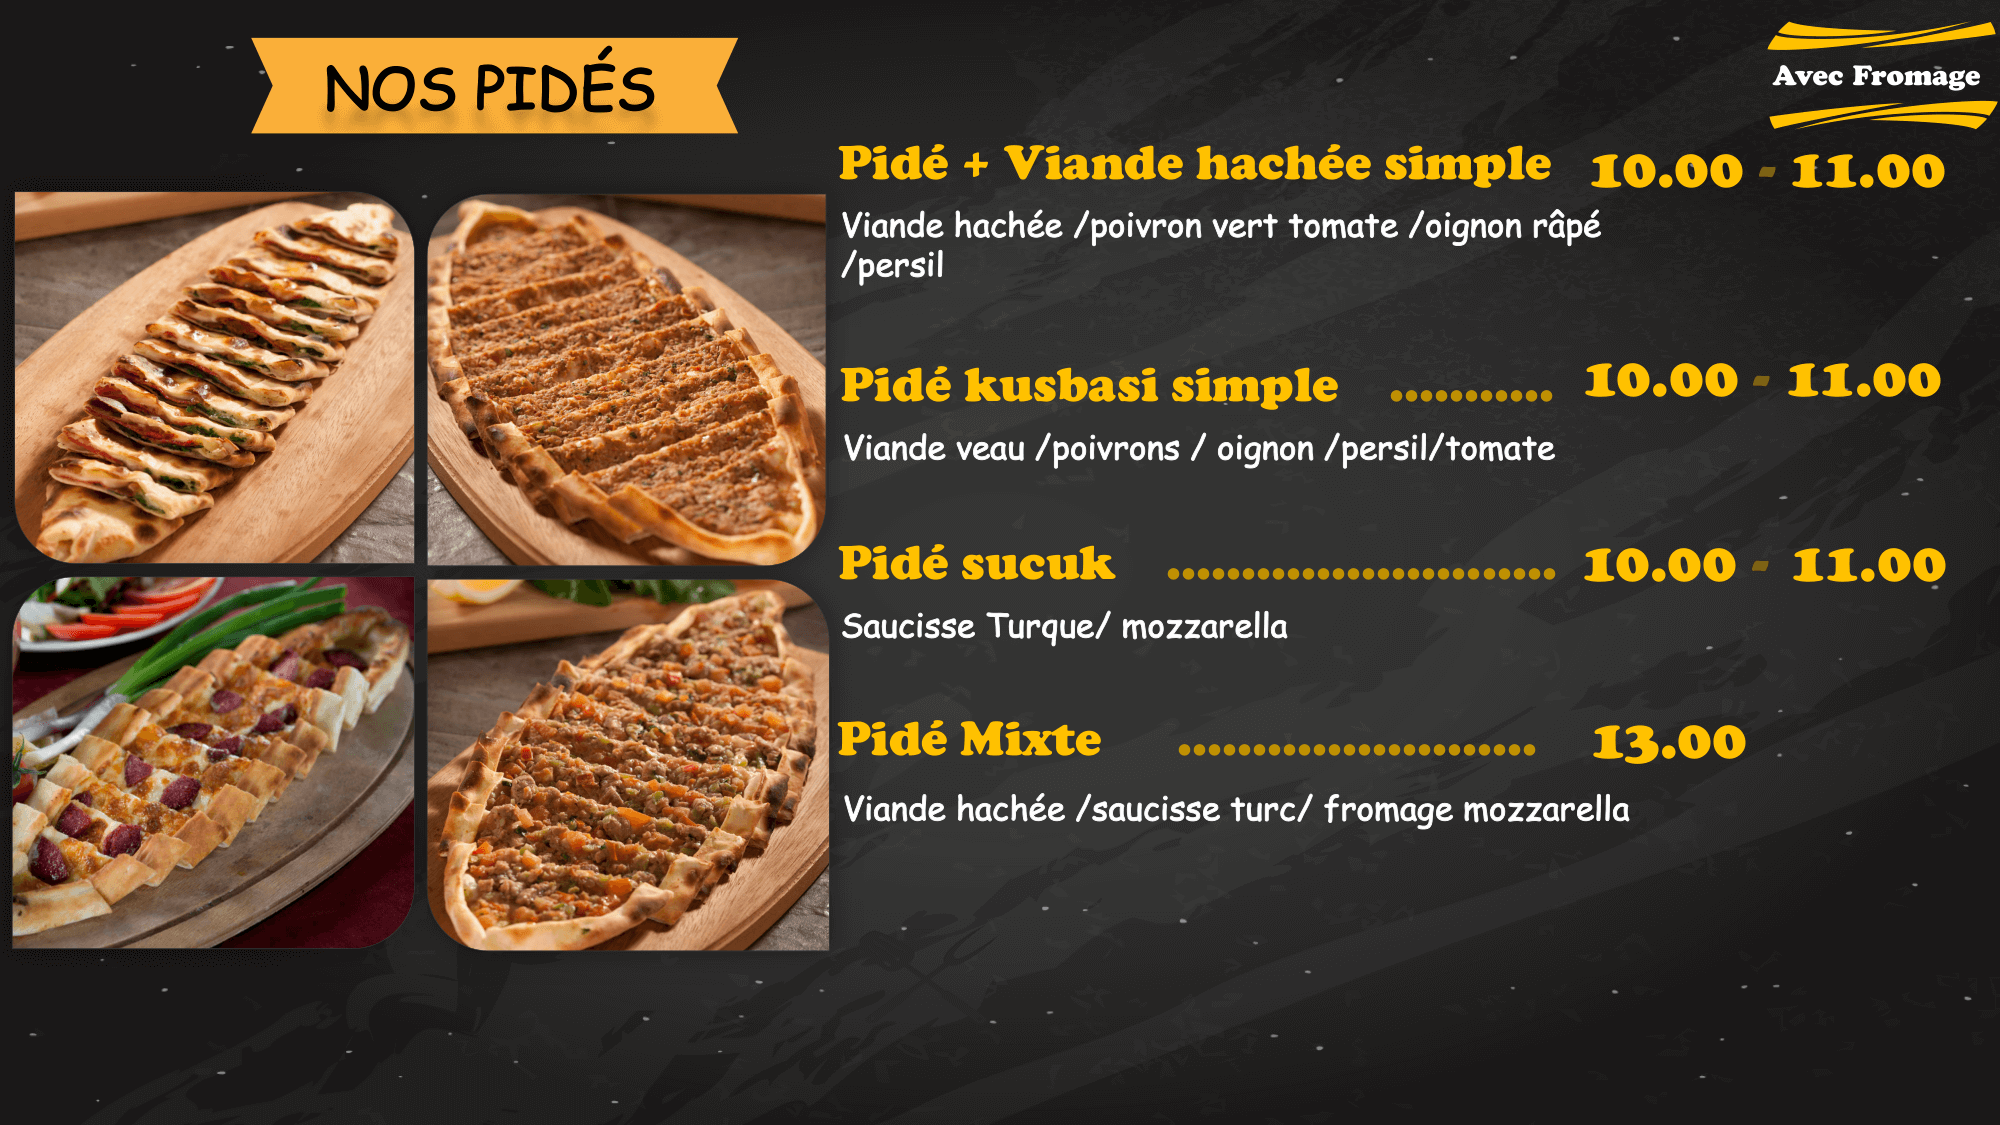 NOS PIDÉS
Avec Fromage
Pidé + Viande hachée simple 10.00 - 11.00
Viande hachée /poivron vert tomate /oignon râpé
/persil
Pidé kusbasi simple ........... 10.00 - 11.00
Viande veau /poivrons / oignon /persil/tomate
Pidé sucuk .......................... 10.00 - 11.00
Saucisse Turque/ mozzarella
Pidé Mixte ........................ 13.00
Viande hachée /saucisse turc/ fromage mozzarella